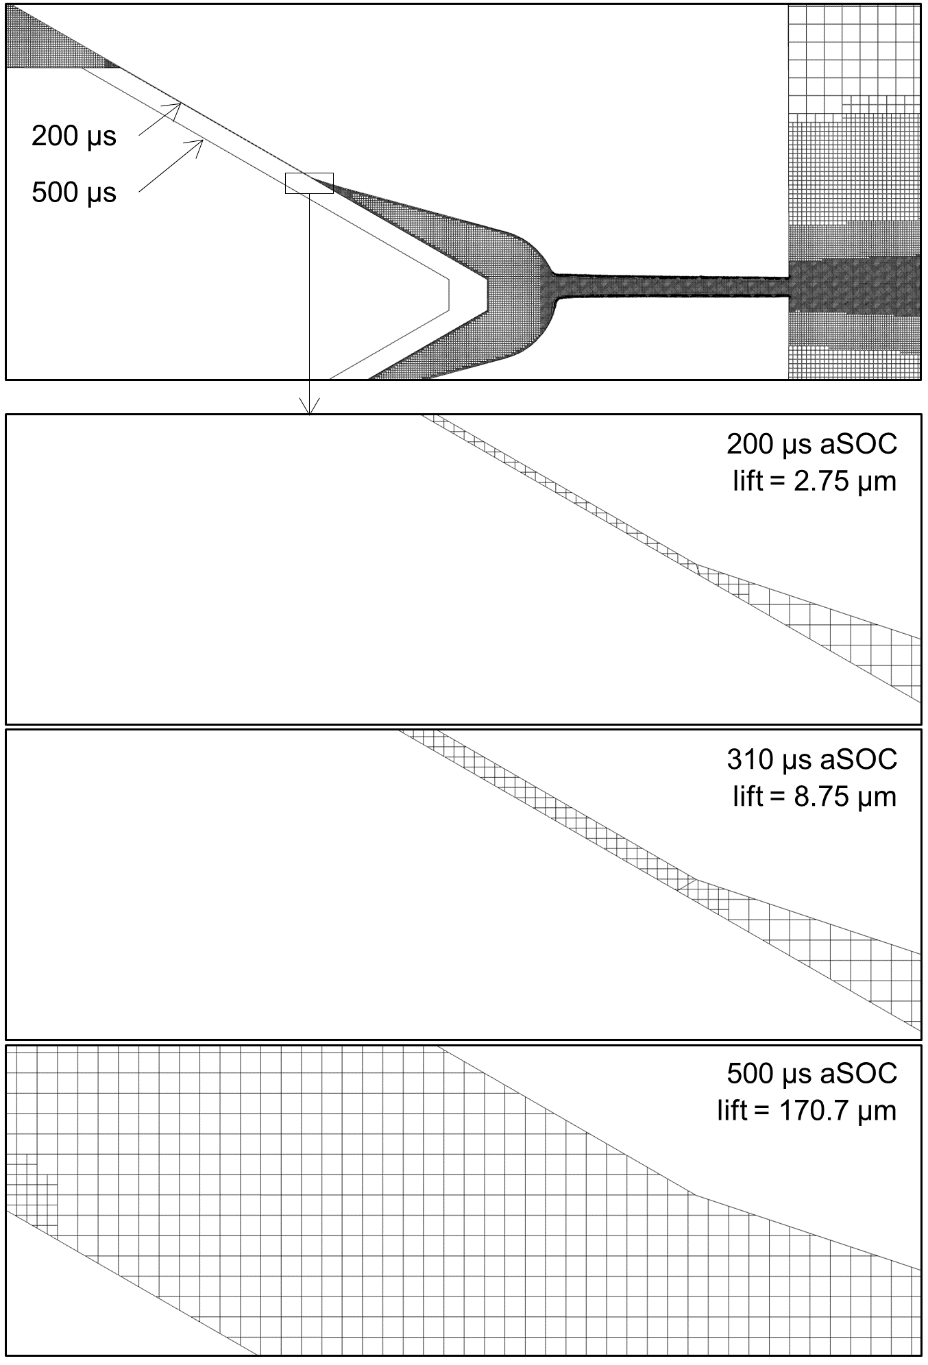 200 µs
500 µs
200 µs aSOC
lift = 2.75 µm
310 µs aSOC
lift = 8.75 µm
500 µs aSOC
lift = 170.7 µm